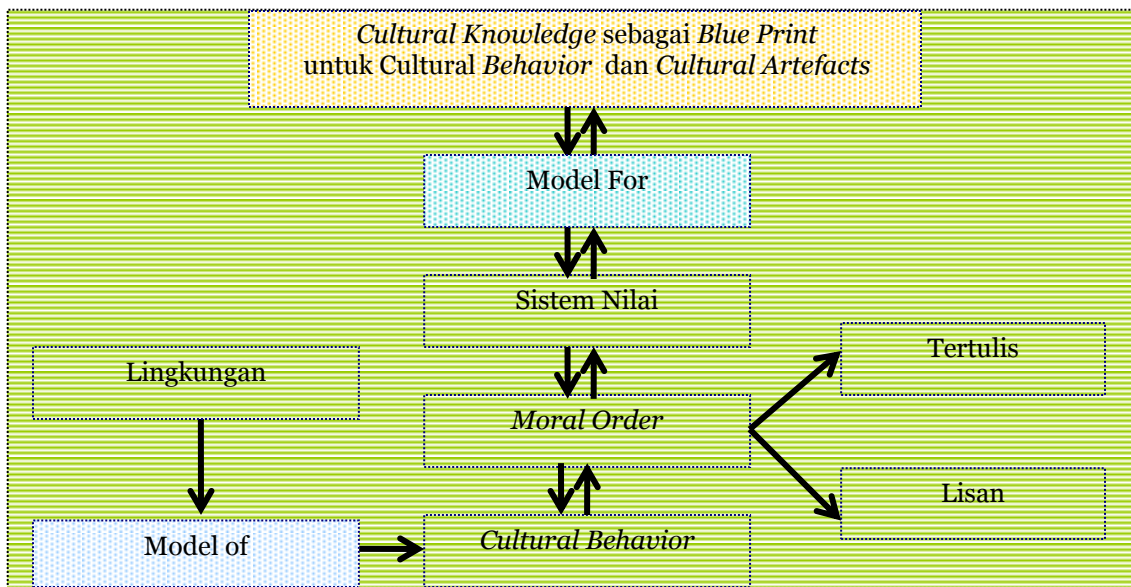 Cultural Knowledge sebagai Blue Print
untuk Cultural Behavior dan Cultural Artefacts
Model For
Sistem Nilai
Lingkungan
Tertulis
Moral Order
Lisan
Model of
Cultural Behavior